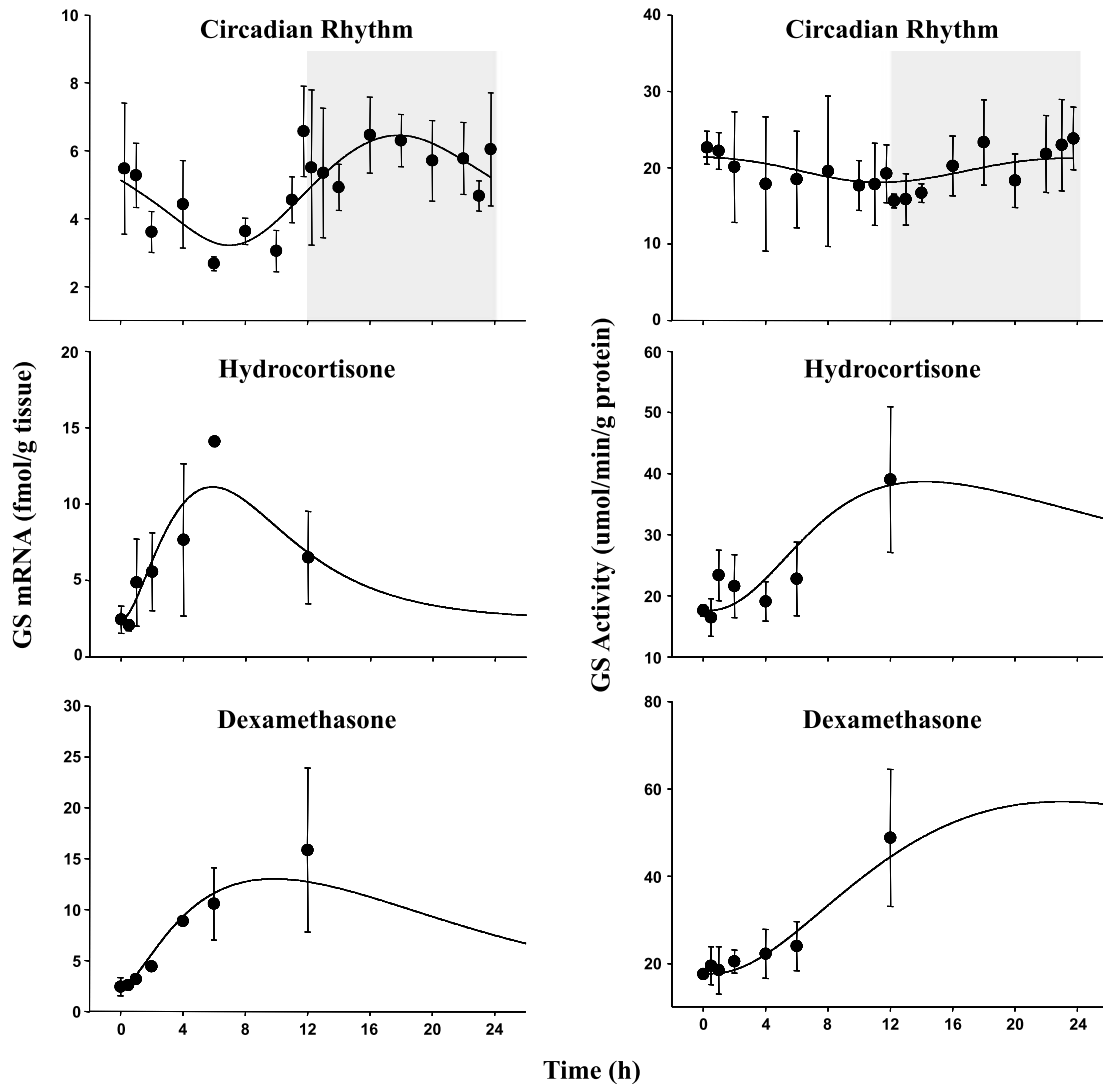 Circadian Rhythm
10
8
6
4
2
Circadian Rhythm
40
30
20
10
0
GS mRNA (fmol/g tissue)
Hydrocortisone
20
15
10
5
0
GS Activity (umol/min/g protein)
Hydrocortisone
60
50
40
30
20
10
Dexamethasone
30
25
20
15
10
5
0
0 4 8 12 16 20 24
Dexamethasone
80
60
40
20
0 4 8 12 16 20 24
Time (h)